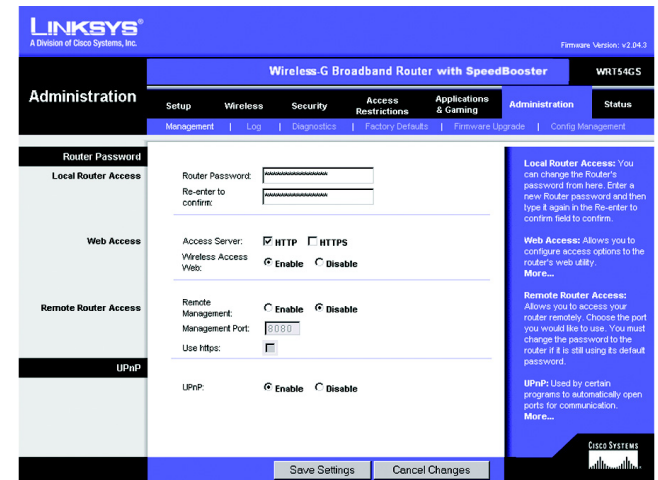 LINKSYS®
A Division of Cisco Systems, Inc.
Firmware Version: v2.04.3
Wireless-G Broadband Router with SpeedBooster
WRT54GS
Administration
Setup
Wireless
Security
Access Restrictions
Applications & Gaming
Administration
Status
Management | Log | Diagnostics | Factory Defaults | Firmware Upgrade | Config Management
Router Password
Local Router Access
Router Password:
Re-enter to
confirm:
Web Access
Access Server: HTTP HTTPS
Wireless Access
Web: Enable Disable
Remote Router Access
Remote
Management: Enable Disable
Management Port: 8080
Use https:
UPnP
UPnP: Enable Disable
Local Router Access: You
can change the Router's
password from here. Enter a
new Router password and then
type it again in the Re-enter to
confirm field to confirm.
Web Access: Allows you to
configure access options to the
router's web utility.
More...
Remote Router Access:
Allows you to access your
router remotely. Choose the port
you would like to use. You must
change the password to the
router if it is still using its default
password.
UPnP: Used by certain
programs to automatically open
ports for communication.
More...
Save Settings
Cancel Changes
CISCO SYSTEMS